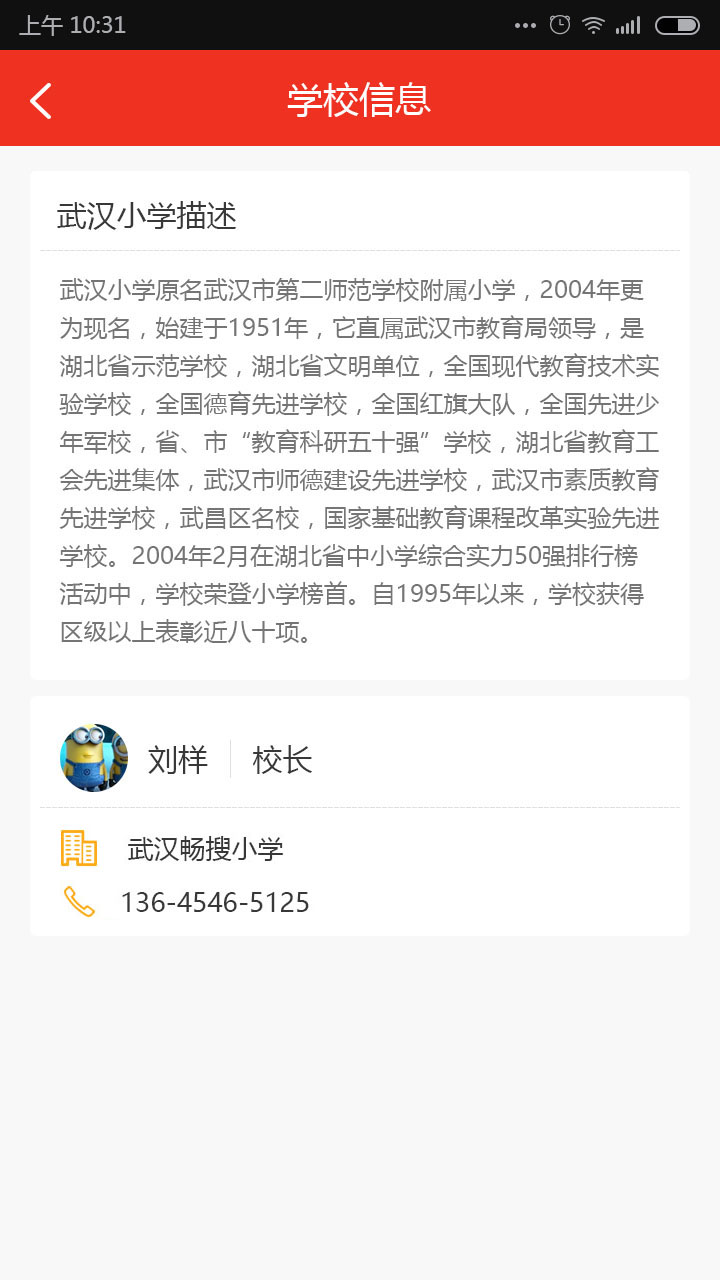 上午 10:31
学校信息
武汉小学描述
武汉小学原名武汉市第二师范学校附属小学，2004年更
为现名，始建于1951年，它直属武汉市教育局领导，是
湖北省示范学校，湖北省文明单位，全国现代教育技术实
验学校，全国德育先进学校，全国红旗大队，全国先进少
年军校，省、市“教育科研五十强”学校，湖北省教育工
会先进集体，武汉市师德建设先进学校，武汉市素质教育
先进学校，武昌区名校，国家基础教育课程改革实验先进
学校。2004年2月在湖北省中小学综合实力50强排行榜
活动中，学校荣登小学榜首。自1995年以来，学校获得
区级以上表彰近八十项。
刘样 校长
武汉畅搜小学
136-4546-5125